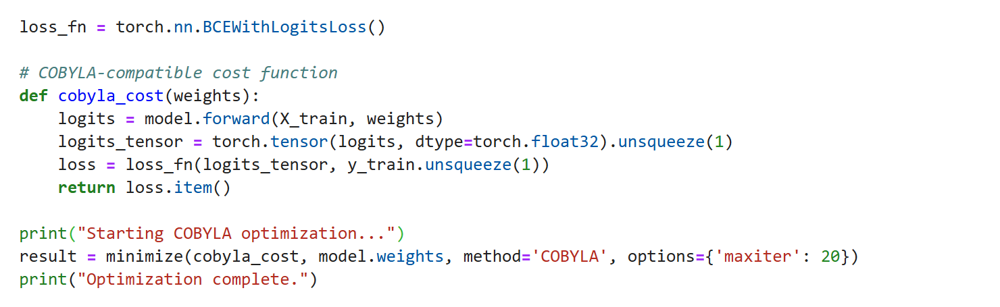 loss_fn = torch.nn.BCEWithLogitsLoss()
# COBYLA-compatible cost function
def cobyla_cost(weights):
    logits = model.forward(X_train, weights)
    logits_tensor = torch.tensor(logits, dtype=torch.float32).unsqueeze(1)
    loss = loss_fn(logits_tensor, y_train.unsqueeze(1))
    return loss.item()
print("Starting COBYLA optimization...")
result = minimize(cobyla_cost, model.weights, method='COBYLA', options={'maxiter': 20})
print("Optimization complete.")